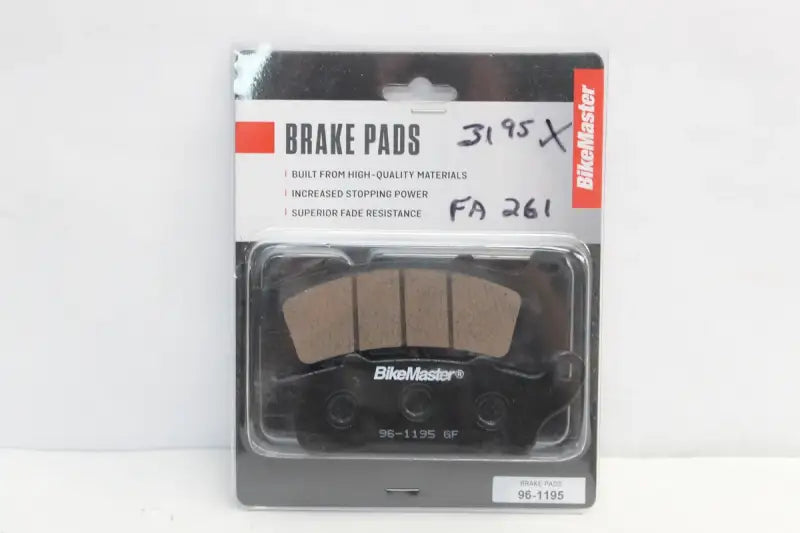 BRAKE PADS
3195X
BikeMaster
BUILT FROM HIGH-QUALITY MATERIALS
INCREASED STOPPING POWER
SUPERIOR FADE RESISTANCE
FA 261
BikeMaster®
96-1195 GF
BRAKE PADS
96-1195